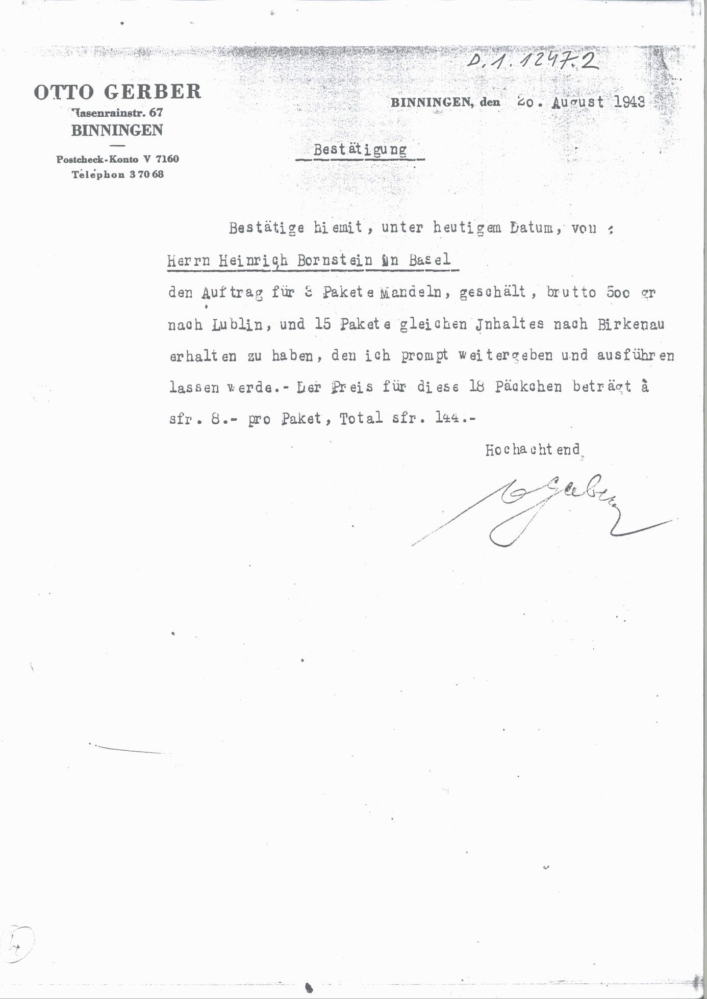 D.1.1247.2
OTTO GERBER
Hasenrainstr. 67
BINNINGEN
Postcheck-Konto V 7160
Telephon 3 70 68
BINNINGEN, den 20. August 1943
Bestätigung
Bestätige hiemit, unter heutigem Datum, von :
Herrn Heinrich Bornstein in Basel
den Auftrag für 3 Pakete Mandeln, geschält, brutto 500 gr
nach Lublin, und 15 Pakete gleichen Jnhaltes nach Birkenau
erhalten zu haben, den ich prompt weitergeben und ausführen
lassen werde.- Der Preis für diese 18 Päckchen beträgt à
sfr. 8.- pro Paket, Total sfr. 144.-
Hochachtend
O Gerber
4